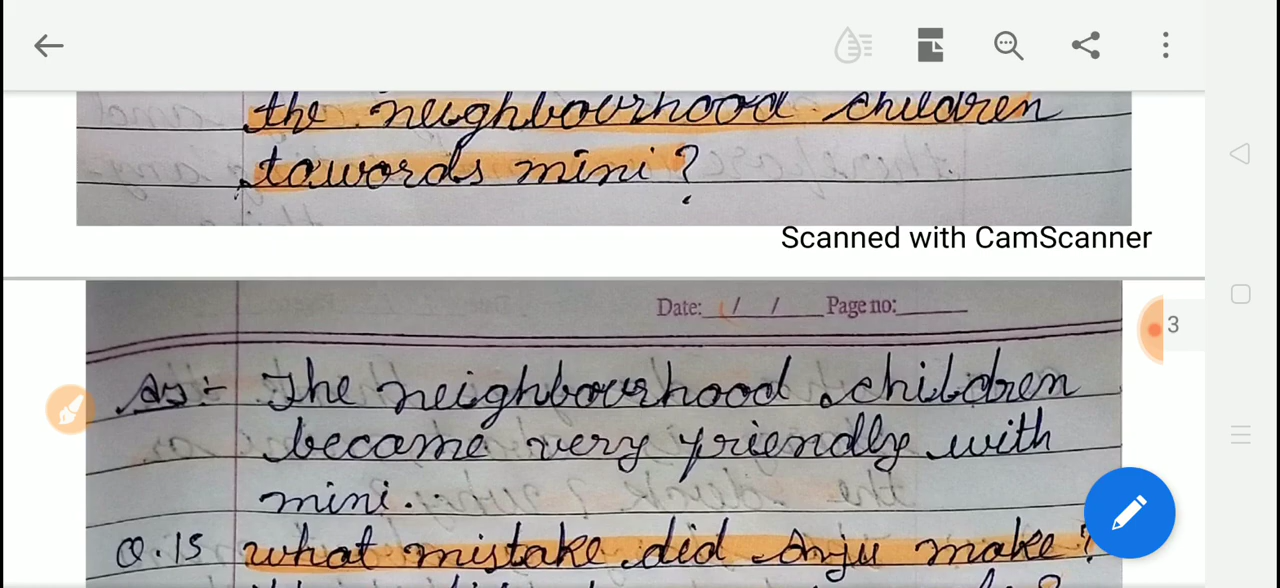 the neighbourhood children
towords mini?
Scanned with CamScanner
Date: / / Page no:
3
Ans:- The neighbourhood children
became very friendly with
mini.
Q.15 what mistake did Anju make?